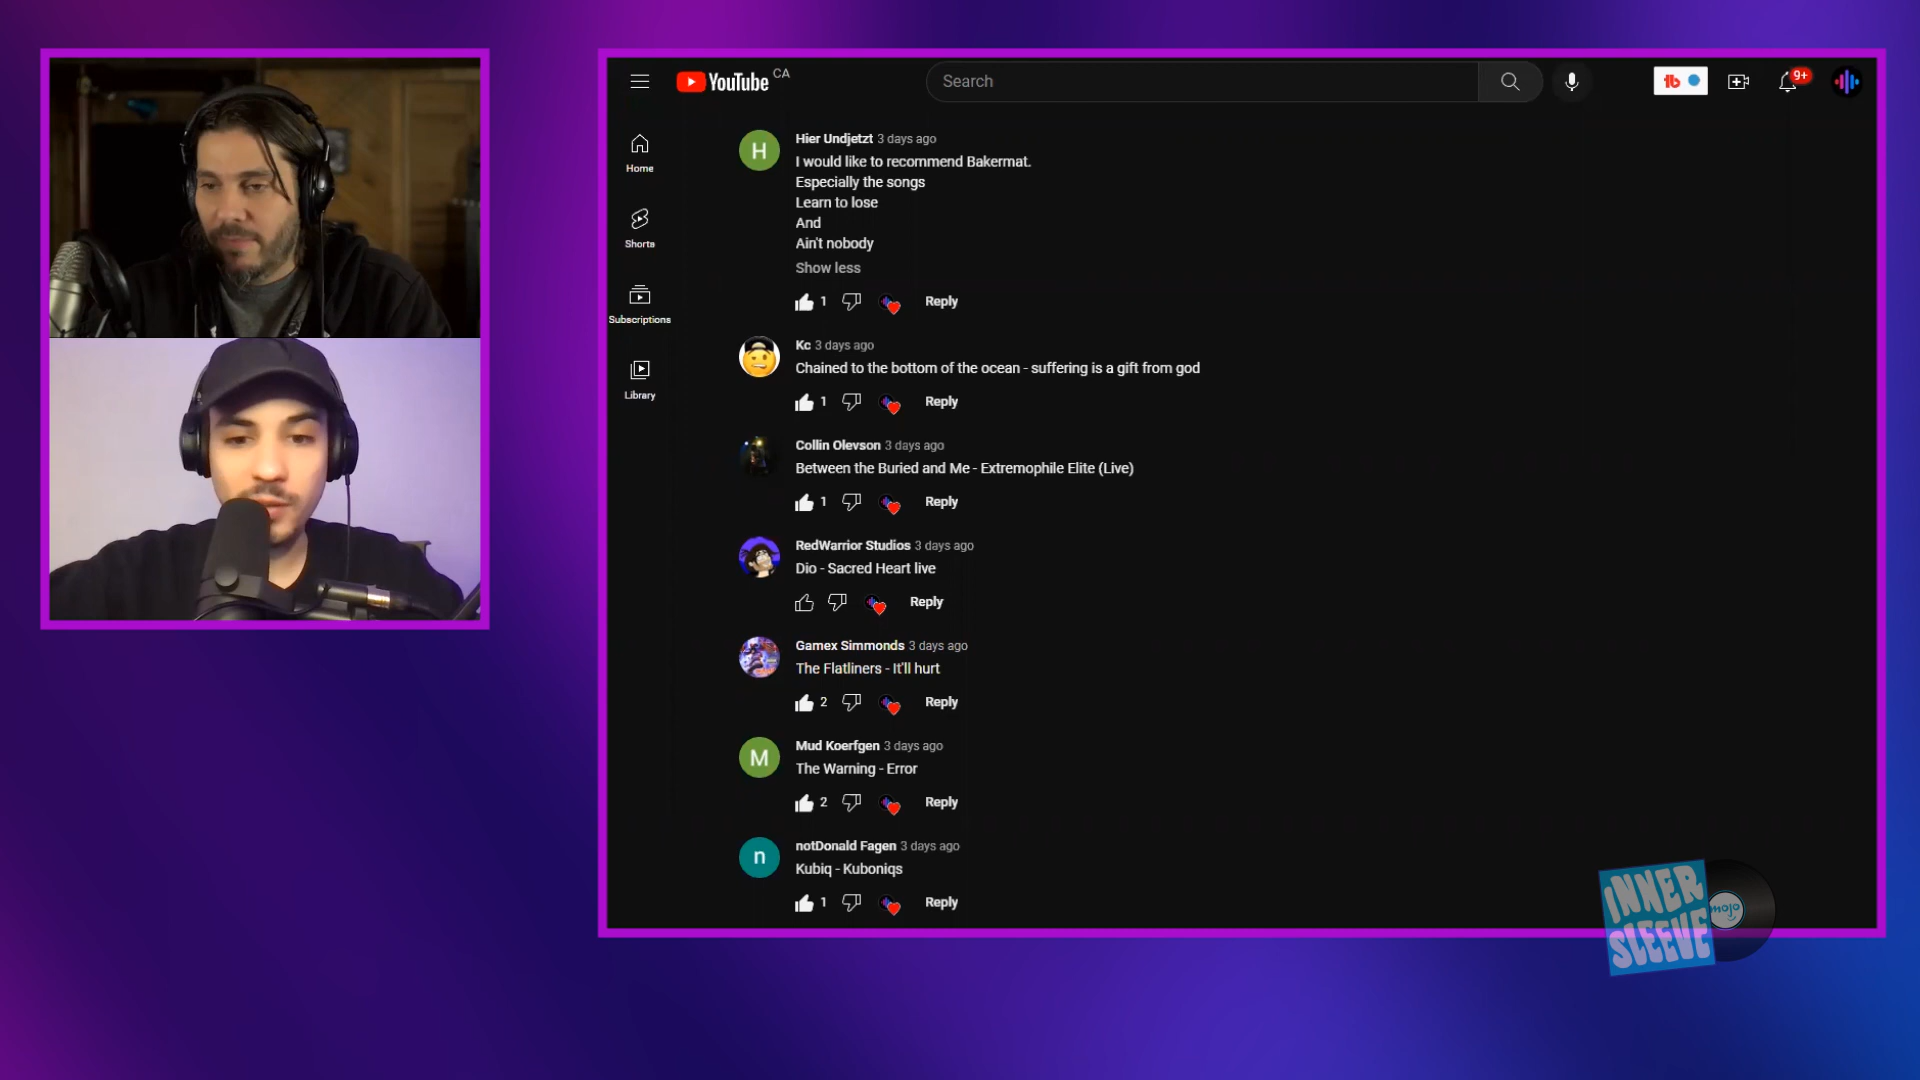 YouTube CA
Search
9+
Home
Shorts
Subscriptions
Library
H
Hier Undjetzt 3 days ago
I would like to recommend Bakermat.
Especially the songs
Learn to lose
And
Ain't nobody
Show less
1 Reply
Kc 3 days ago
Chained to the bottom of the ocean - suffering is a gift from god
1 Reply
Collin Olevson 3 days ago
Between the Buried and Me - Extremophile Elite (Live)
1 Reply
RedWarrior Studios 3 days ago
Dio - Sacred Heart live
Reply
Gamex Simmonds 3 days ago
The Flatliners - It'll hurt
2 Reply
M
Mud Koerfgen 3 days ago
The Warning - Error
2 Reply
n
notDonald Fagen 3 days ago
Kubiq - Kuboniqs
1 Reply
INNER
SLEEVE
mojo